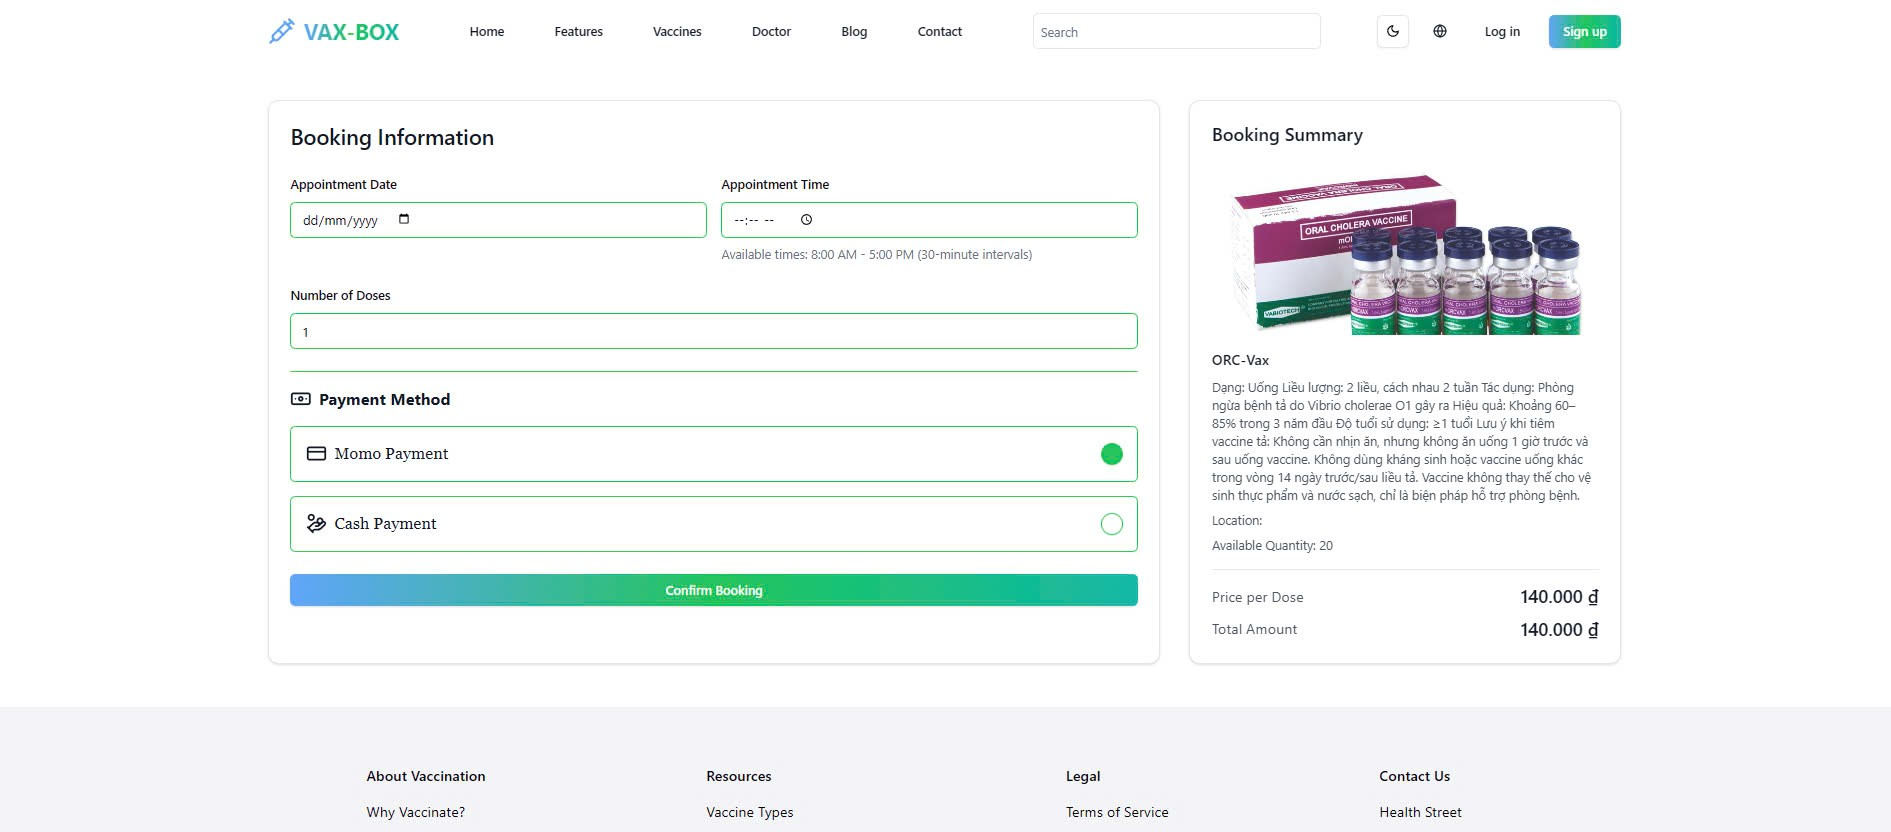 VAX-BOX
Home
Features
Vaccines
Doctor
Blog
Contact
Search
Log in
Sign up
Booking Information
Appointment Date
Appointment Time
dd/mm/yyyy
--:-- --
Available times: 8:00 AM - 5:00 PM (30-minute intervals)
Number of Doses
1
Payment Method
Momo Payment
Cash Payment
Confirm Booking
Booking Summary
ORAL CHOLERA VACCINE
VABIOTECH
ORC-Vax
Dạng: Uống Liều lượng: 2 liều, cách nhau 2 tuần Tác dụng: Phòng
ngừa bệnh tả do Vibrio cholerae O1 gây ra Hiệu quả: Khoảng 60–
85% trong 3 năm đầu Độ tuổi sử dụng: ≥1 tuổi Lưu ý khi tiêm
vaccine tả: Không cần nhịn ăn, nhưng không ăn uống 1 giờ trước và
sau uống vaccine. Không dùng kháng sinh hoặc vaccine uống khác
trong vòng 14 ngày trước/sau liều tả. Vaccine không thay thế cho vệ
sinh thực phẩm và nước sạch, chỉ là biện pháp hỗ trợ phòng bệnh.
Location:
Available Quantity: 20
Price per Dose
140.000 ₫
Total Amount
140.000 ₫
About Vaccination
Resources
Legal
Contact Us
Why Vaccinate?
Vaccine Types
Terms of Service
Health Street